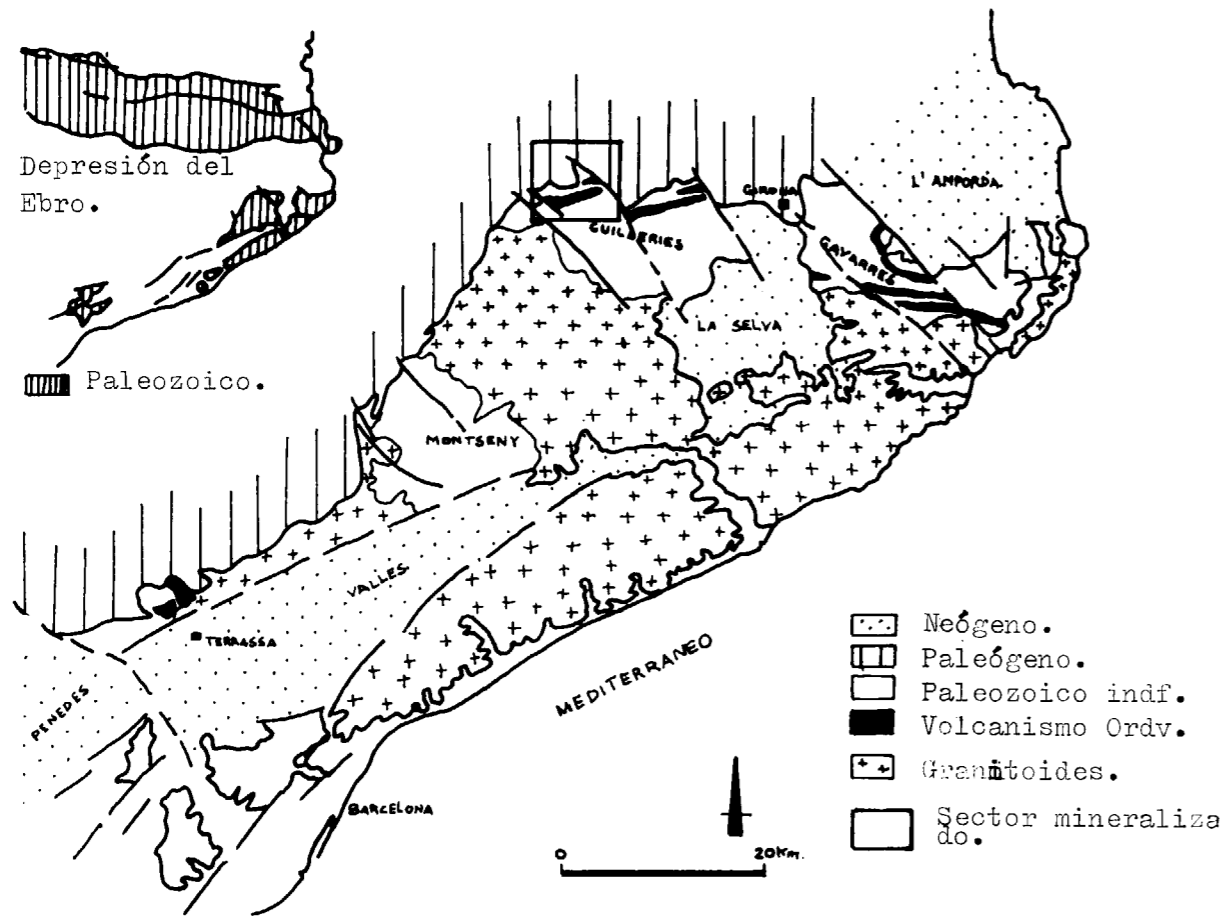 Depresión del
Ebro.
Paleozoico.
L'AMPORDA
GIRONA
GUILLERIES
GAVARRES
LA SELVA
MONTSENY
VALLES
TERRASSA
PENEDES
MEDITERRANEO
BARCELONA
0 20Km.
Neógeno.
Paleógeno.
Paleozoico indf.
Volcanismo Ordv.
Granitoides.
Sector mineraliza
do.